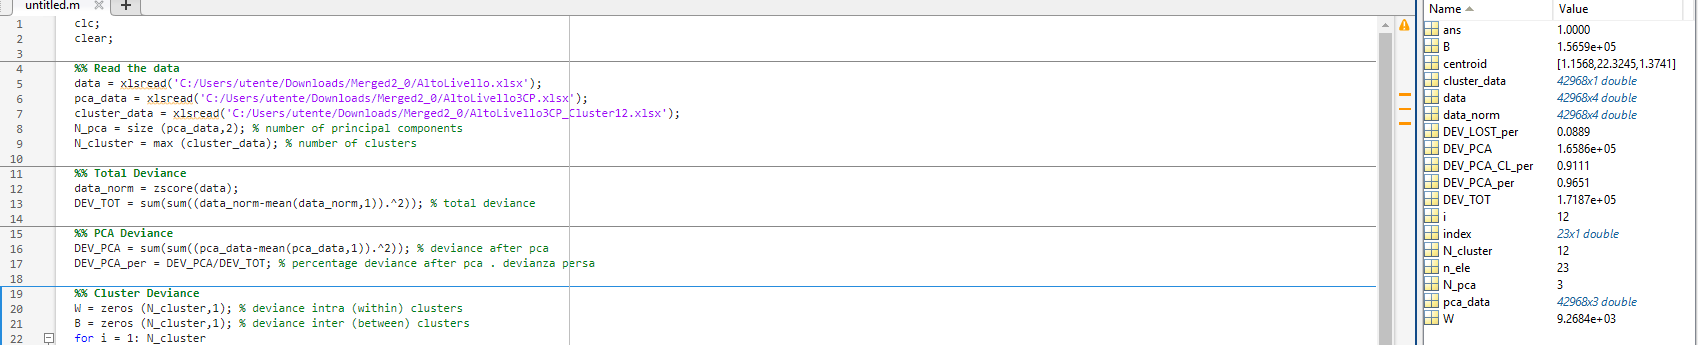 untitled.m × +
1 clc;
2 clear;
3
4 %% Read the data
5 data = xlsread('C:/Users/utente/Downloads/Merged2_0/AltoLivello.xlsx');
6 pca_data = xlsread('C:/Users/utente/Downloads/Merged2_0/AltoLivello3CP.xlsx');
7 cluster_data = xlsread('C:/Users/utente/Downloads/Merged2_0/AltoLivello3CP_Cluster12.xlsx');
8 N_pca = size (pca_data,2); % number of principal components
9 N_cluster = max (cluster_data); % number of clusters
10
11 %% Total Deviance
12 data_norm = zscore(data);
13 DEV_TOT = sum(sum((data_norm-mean(data_norm,1)).^2)); % total deviance
14
15 %% PCA Deviance
16 DEV_PCA = sum(sum((pca_data-mean(pca_data,1)).^2)); % deviance after pca
17 DEV_PCA_per = DEV_PCA/DEV_TOT; % percentage deviance after pca . devianza persa
18
19 %% Cluster Deviance
20 W = zeros (N_cluster,1); % deviance intra (within) clusters
21 B = zeros (N_cluster,1); % deviance inter (between) clusters
22 for i = 1: N_cluster
Name Value
ans 1.0000
B 1.5659e+05
centroid [1.1568,22.3245,1.3741]
cluster_data 42968x1 double
data 42968x4 double
data_norm 42968x4 double
DEV_LOST_per 0.0889
DEV_PCA 1.6586e+05
DEV_PCA_CL_per 0.9111
DEV_PCA_per 0.9651
DEV_TOT 1.7187e+05
i 12
index 23x1 double
N_cluster 12
n_ele 23
N_pca 3
pca_data 42968x3 double
W 9.2684e+03